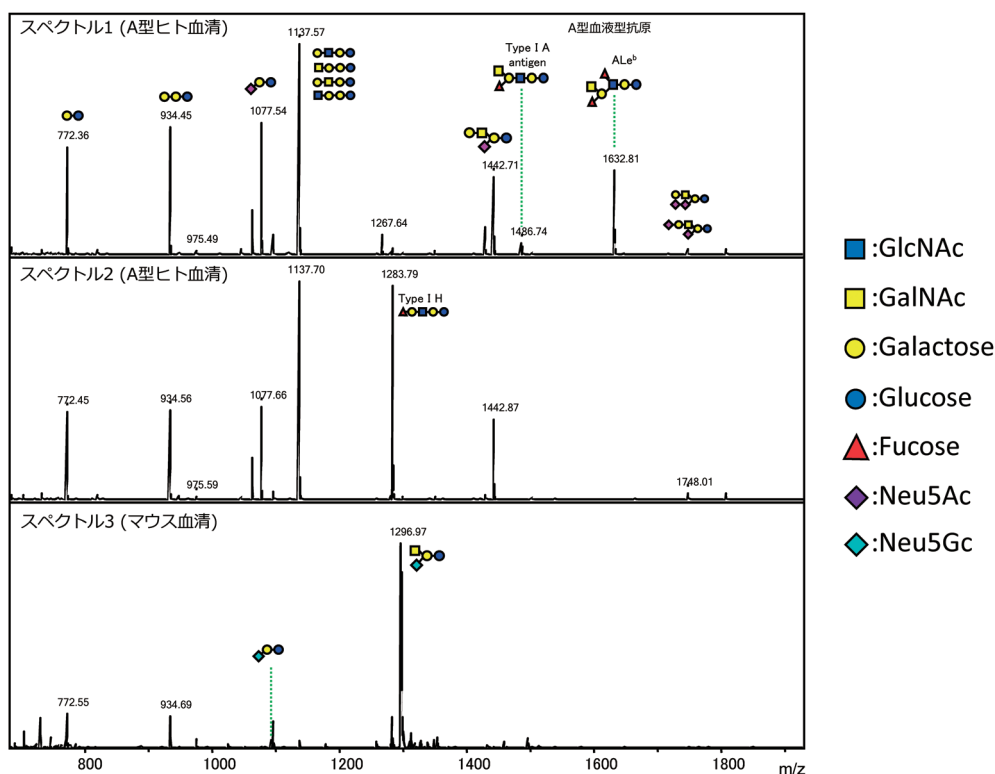 スペクトル1 (A型ヒト血清)
A型血液型抗原
1137.57
Type I A
antigen
ALeb
934.45
1077.54
772.36
1442.71
1632.81
975.49
1267.64
1486.74
スペクトル2 (A型ヒト血清)
1137.70
1283.79
Type I H
772.45
934.56
1077.66
1442.87
975.59
1748.01
スペクトル3 (マウス血清)
1296.97
772.55
934.69
800
1000
1200
1400
1600
1800
m/z
:GlcNAc
:GalNAc
:Galactose
:Glucose
:Fucose
:Neu5Ac
:Neu5Gc